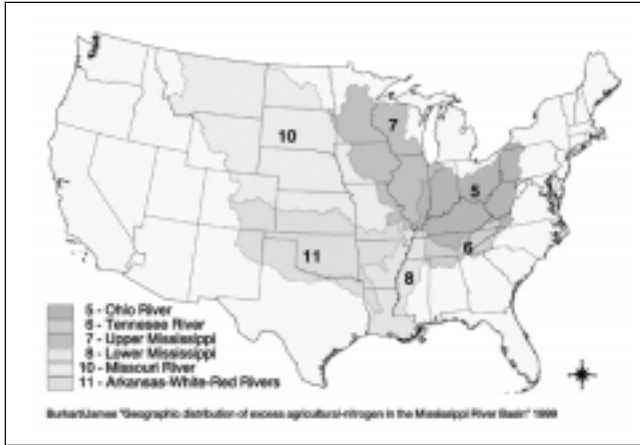 10
7
5
6
11
8
5 - Ohio River
6 - Tennessee River
7 - Upper Mississippi
8 - Lower Mississippi
10 - Missouri River
11 - Arkansas-White-Red Rivers
Burkart/James "Geographic distribution of excess agricultural-nitrogen in the Mississippi River Basin" 1999